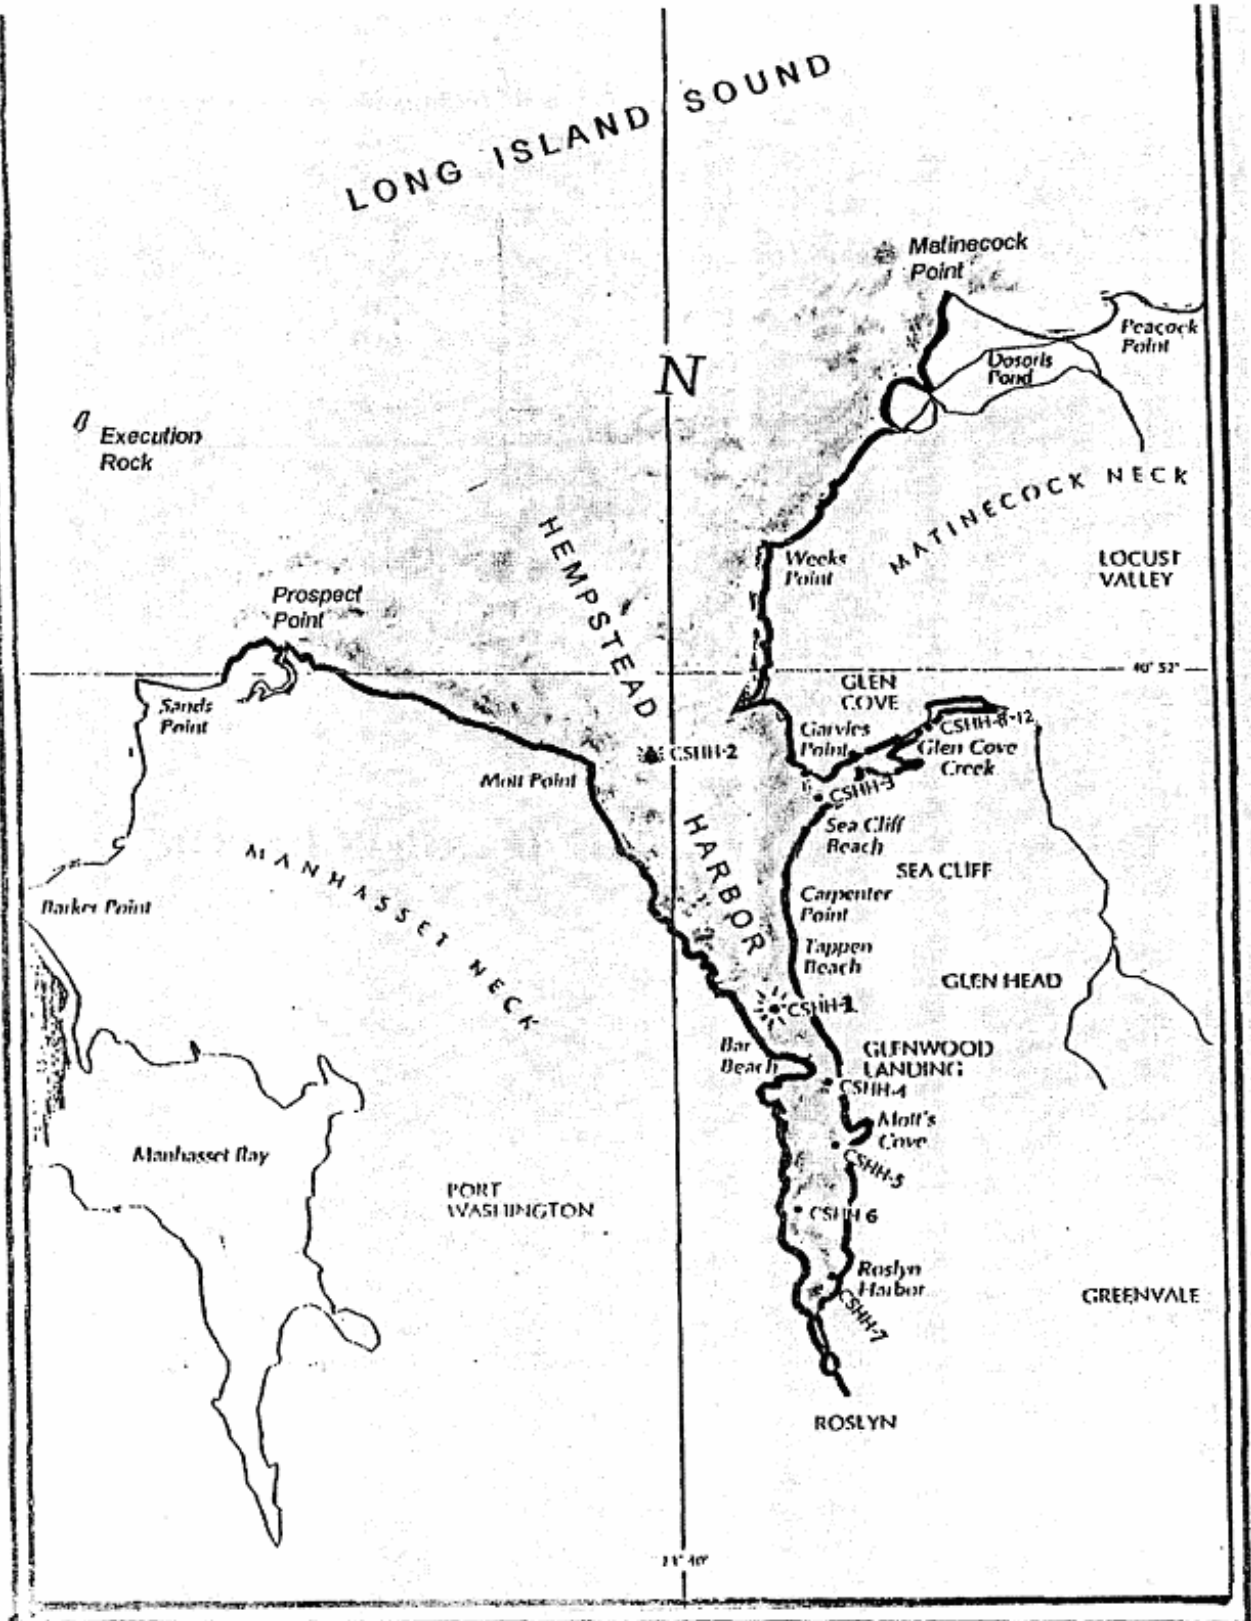 LONG ISLAND SOUND
Matinecock
Point
Peacock
Point
Dosoris
Pond
N
Execution
Rock
MATINECOCK NECK
HEMPSTEAD
HARBOR
Weeks
Point
LOCUST
VALLEY
Prospect
Point
40° 52'
Sands
Point
GLEN
COVE
Garvies
Point
CSHH-8-12
Glen Cove
Creek
CSHH-2
Mott Point
CSHH-3
Sea Cliff
Beach
SEA CLIFF
MANHASSET NECK
Carpenter
Point
Barker Point
Tappen
Beach
GLEN HEAD
CSHH-1
Bar
Beach
GLENWOOD
LANDING
CSHH-4
Mott's
Cove
Manhasset Bay
CSHH-5
PORT
WASHINGTON
CSHH 6
Roslyn
Harbor
CSHH-7
GREENVALE
ROSLYN